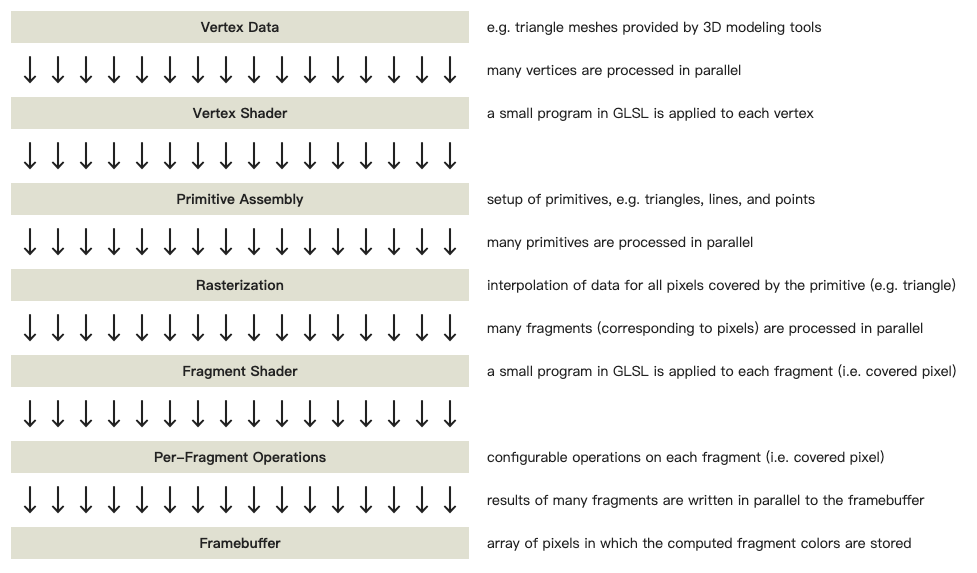 Vertex Data
e.g. triangle meshes provided by 3D modeling tools
many vertices are processed in parallel
Vertex Shader
a small program in GLSL is applied to each vertex
Primitive Assembly
setup of primitives, e.g. triangles, lines, and points
many primitives are processed in parallel
Rasterization
interpolation of data for all pixels covered by the primitive (e.g. triangle)
many fragments (corresponding to pixels) are processed in parallel
Fragment Shader
a small program in GLSL is applied to each fragment (i.e. covered pixel)
Per–Fragment Operations
configurable operations on each fragment (i.e. covered pixel)
results of many fragments are written in parallel to the framebuffer
Framebuffer
array of pixels in which the computed fragment colors are stored